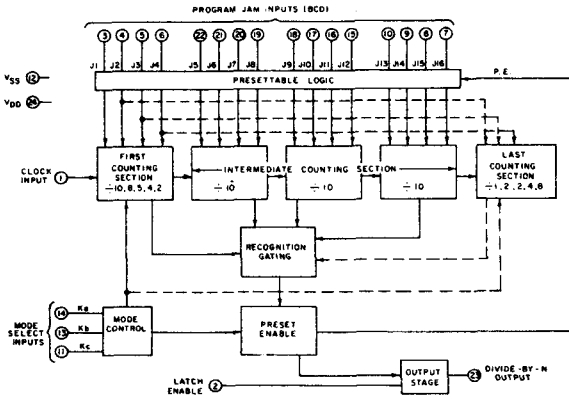 PROGRAM JAM INPUTS (BCD)
3 4 5 6 22 21 20 19 18 17 16 15 10 9 8 7
J1 J2 J3 J4 J5 J6 J7 J8 J9 J10 J11 J12 J13 J14 J15 J16
PRESETTABLE LOGIC
P.E.
VSS 12
VDD 24
CLOCK INPUT 1
FIRST
COUNTING
SECTION
÷10,8,5,4,2
INTERMEDIATE COUNTING SECTION
÷10
÷10
÷10
LAST
COUNTING
SECTION
÷1,2,2,4,8
RECOGNITION
GATING
MODE
SELECT
INPUTS
14 Ka
13 Kb
11 Kc
MODE
CONTROL
PRESET
ENABLE
LATCH
ENABLE 2
OUTPUT
STAGE
23 DIVIDE-BY-N
OUTPUT